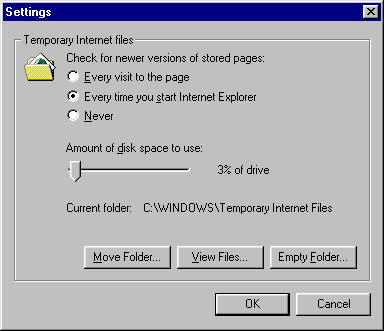 Settings
Temporary Internet files
Check for newer versions of stored pages:
Every visit to the page
Every time you start Internet Explorer
Never
Amount of disk space to use:
3% of drive
Current folder: C:\WINDOWS\Temporary Internet Files
Move Folder... View Files... Empty Folder...
OK Cancel